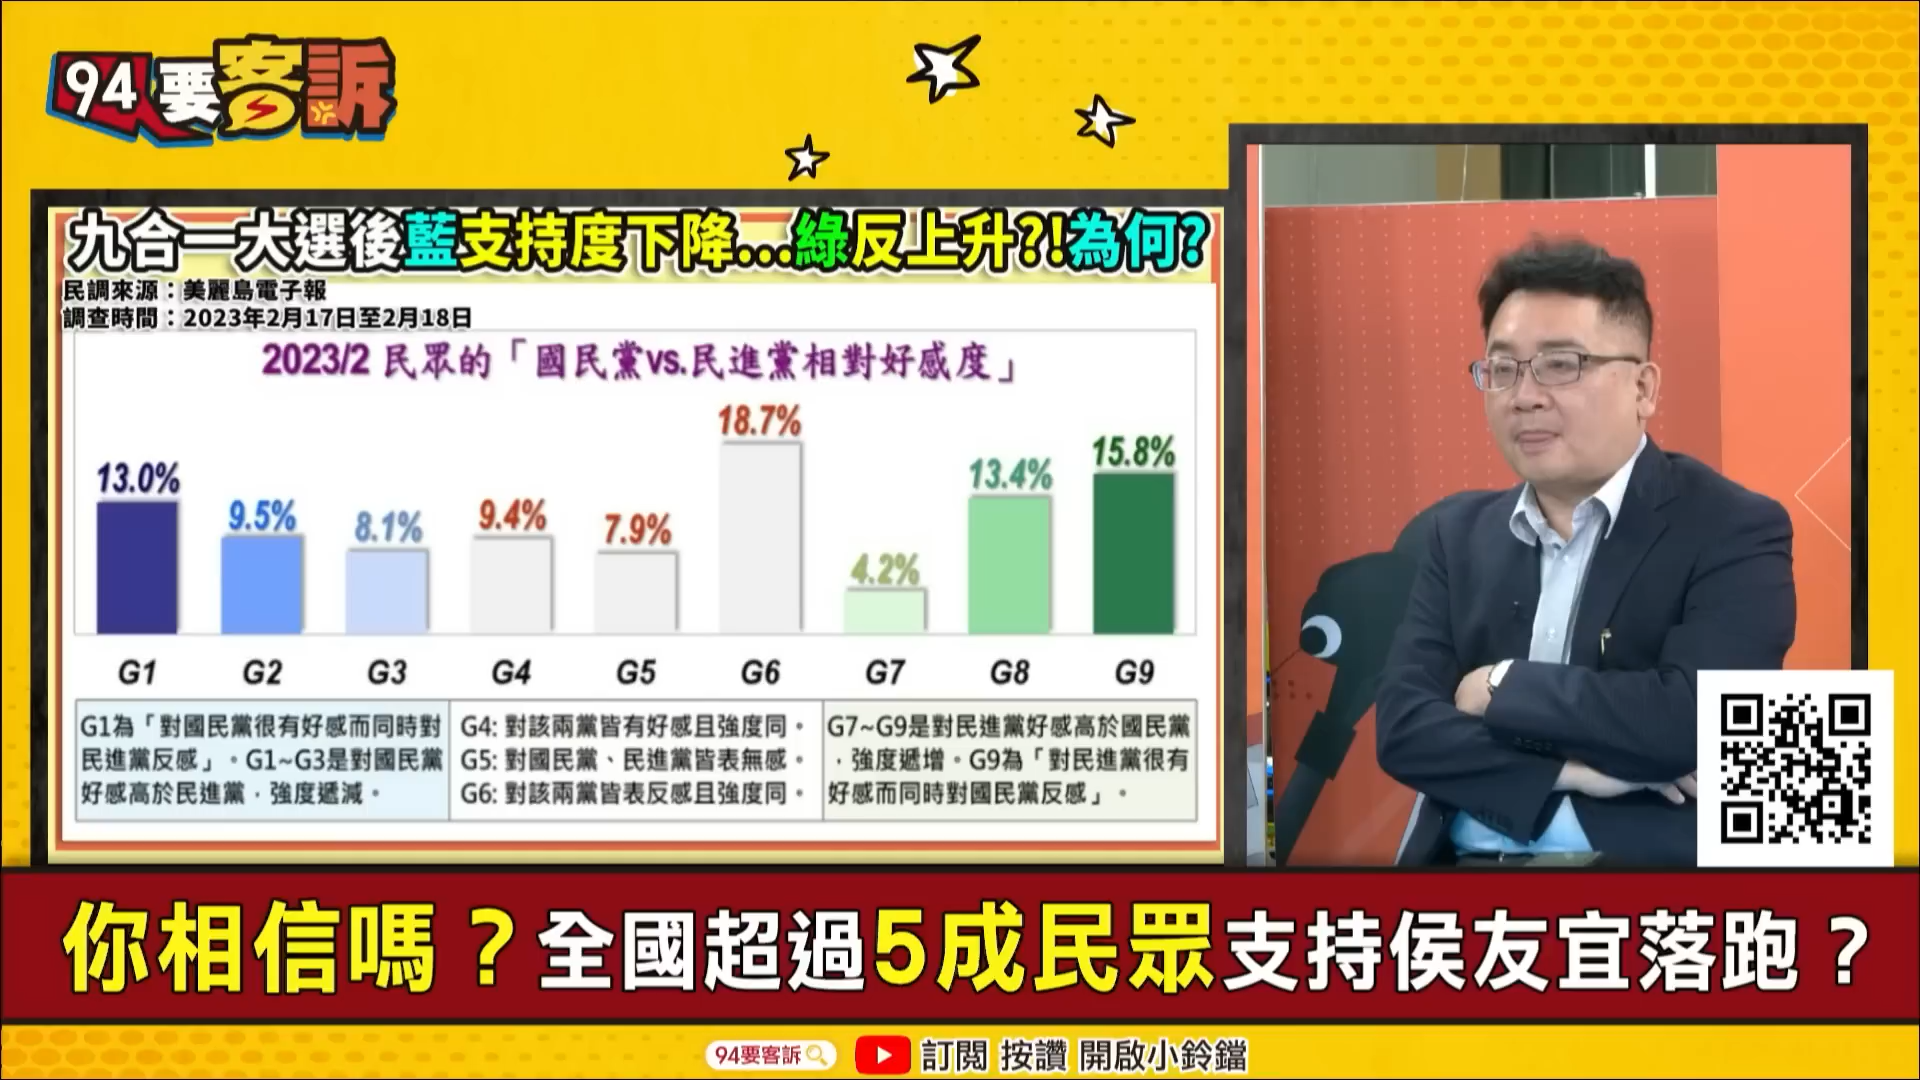 94要客訴
九合一大選後藍支持度下降...綠反上升?!為何?
民調來源：美麗島電子報
調查時間：2023年2月17日至2月18日
2023/2 民眾的「國民黨vs.民進黨相對好感度」
13.0%
9.5%
8.1%
9.4%
7.9%
18.7%
4.2%
13.4%
15.8%
G1
G2
G3
G4
G5
G6
G7
G8
G9
G1為「對國民黨很有好感而同時對
民進黨反感」。G1~G3是對國民黨
好感高於民進黨，強度遞減。
G4: 對該兩黨皆有好感且強度同。
G5: 對國民黨、民進黨皆表無感。
G6: 對該兩黨皆表反感且強度同。
G7~G9是對民進黨好感高於國民黨
，強度遞增。G9為「對民進黨很有
好感而同時對國民黨反感」。
你相信嗎？全國超過5成民眾支持侯友宜落跑？
94要客訴
訂閱 按讚 開啟小鈴鐺